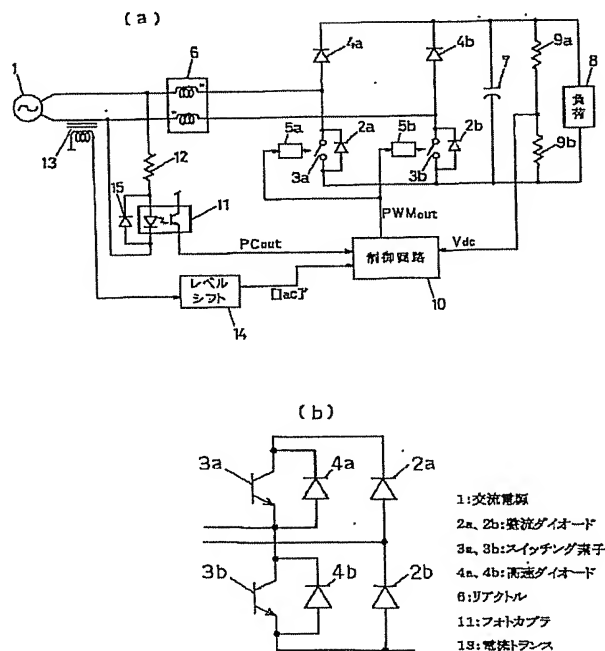 (a)
1
6
4a
4b
7
9a
8
負荷
5a
2a
5b
2b
9b
13
12
3a
3b
15
11
PWMout
Vdc
PCout
制御回路
10
レベル
シフト
14
(b)
3a
4a
2a
3b
4b
2b
1:交流電源
2a、2b:整流ダイオード
3a、3b:スイッチング素子
4a、4b:高速ダイオード
6:リアクトル
11:フォトカプラ
13:電流トランス